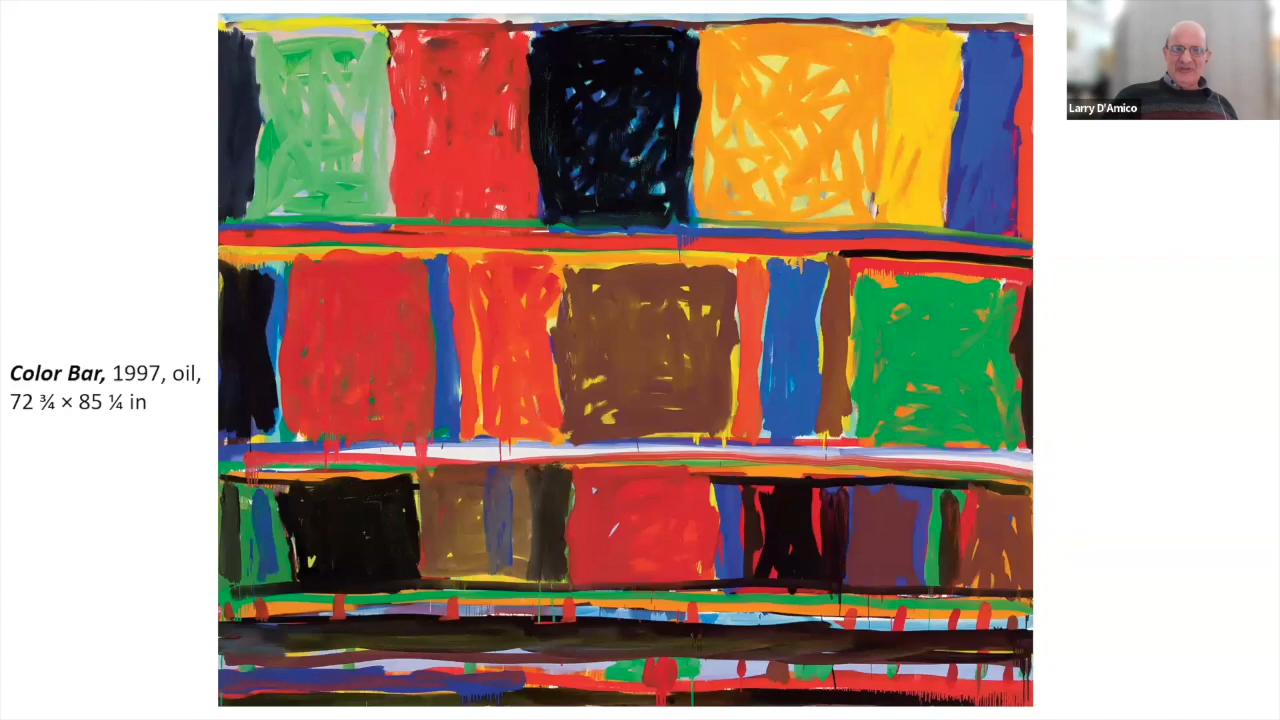 Color Bar, 1997, oil,
72 ¾ × 85 ¼ in
Larry D'Amico